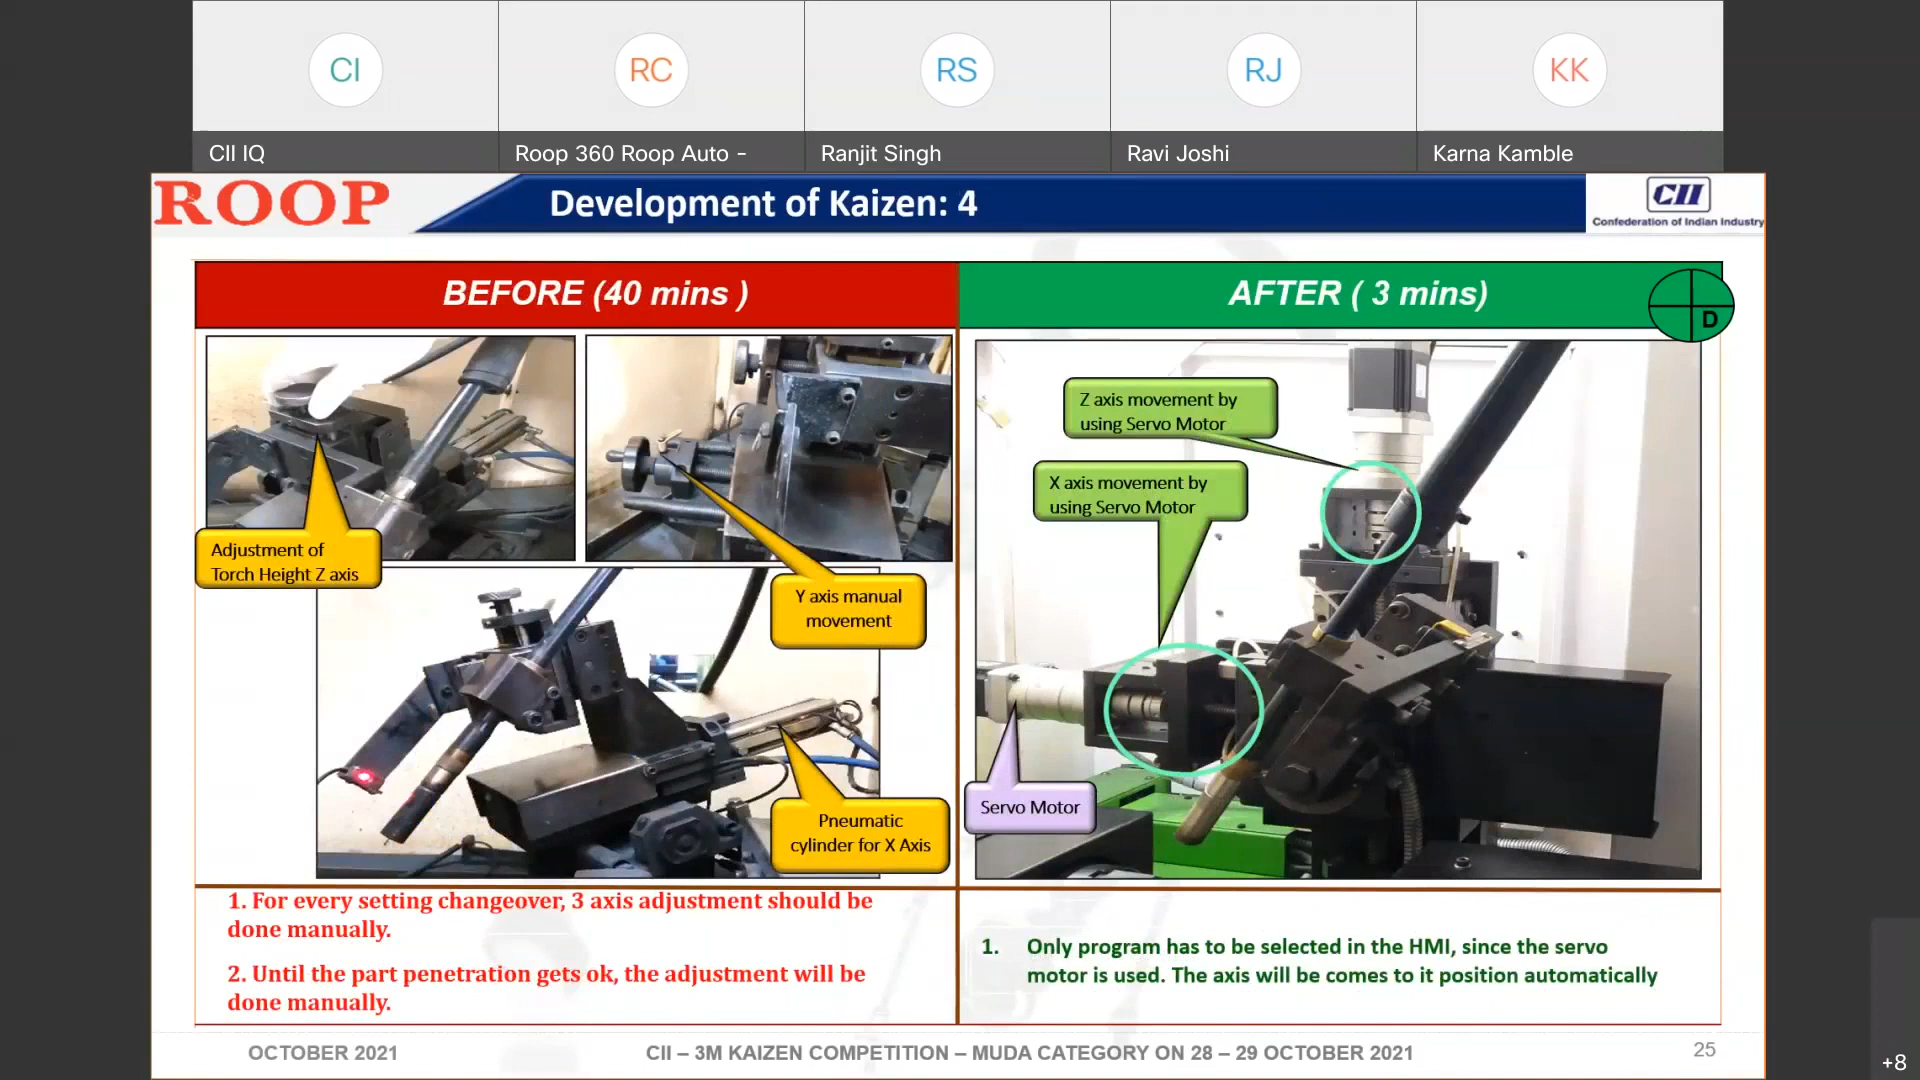 CI
RC
RS
RJ
KK
CII IQ
Roop 360 Roop Auto -
Ranjit Singh
Ravi Joshi
Karna Kamble
ROOP
Development of Kaizen: 4
CII
Confederation of Indian Industry
BEFORE (40 mins )
AFTER ( 3 mins)
D
Z axis movement by
using Servo Motor
X axis movement by
using Servo Motor
Adjustment of
Torch Height Z axis
Y axis manual
movement
Pneumatic
cylinder for X Axis
Servo Motor
1. For every setting changeover, 3 axis adjustment should be
done manually.
2. Until the part penetration gets ok, the adjustment will be
done manually.
1. Only program has to be selected in the HMI, since the servo
motor is used. The axis will be comes to it position automatically
OCTOBER 2021
CII – 3M KAIZEN COMPETITION – MUDA CATEGORY ON 28 – 29 OCTOBER 2021
25
+8